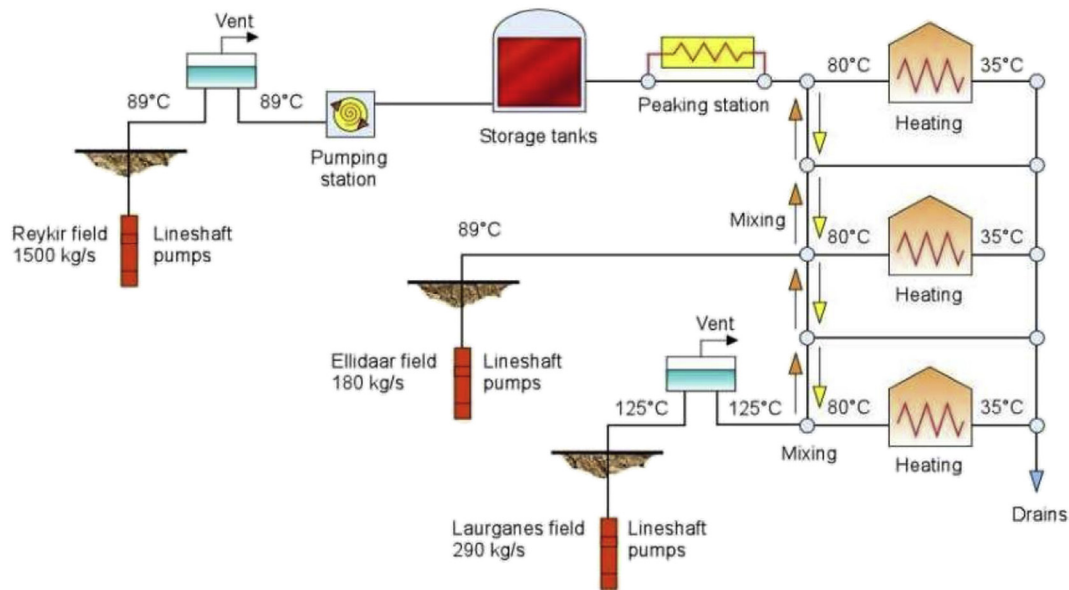 Vent
89°C
89°C
Pumping
station
Storage tanks
Peaking station
80°C
35°C
Heating
Reykir field
1500 kg/s
Lineshaft
pumps
Mixing
89°C
80°C
35°C
Heating
Ellidaar field
180 kg/s
Lineshaft
pumps
Vent
125°C
125°C
80°C
35°C
Mixing
Heating
Drains
Laurganes field
290 kg/s
Lineshaft
pumps